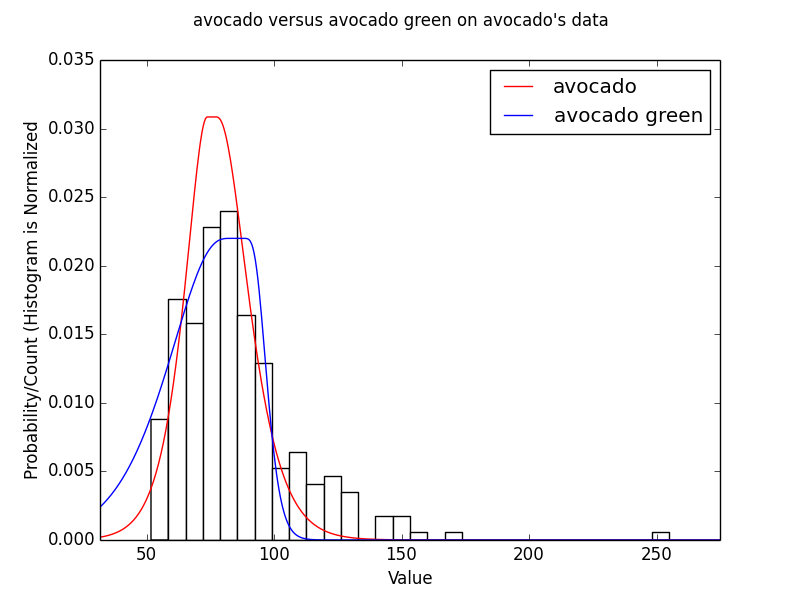 avocado versus avocado green on avocado's data
0.035
0.030
0.025
0.020
0.015
0.010
0.005
0.000
Probability/Count (Histogram is Normalized
avocado
avocado green
50
100
150
200
250
Value